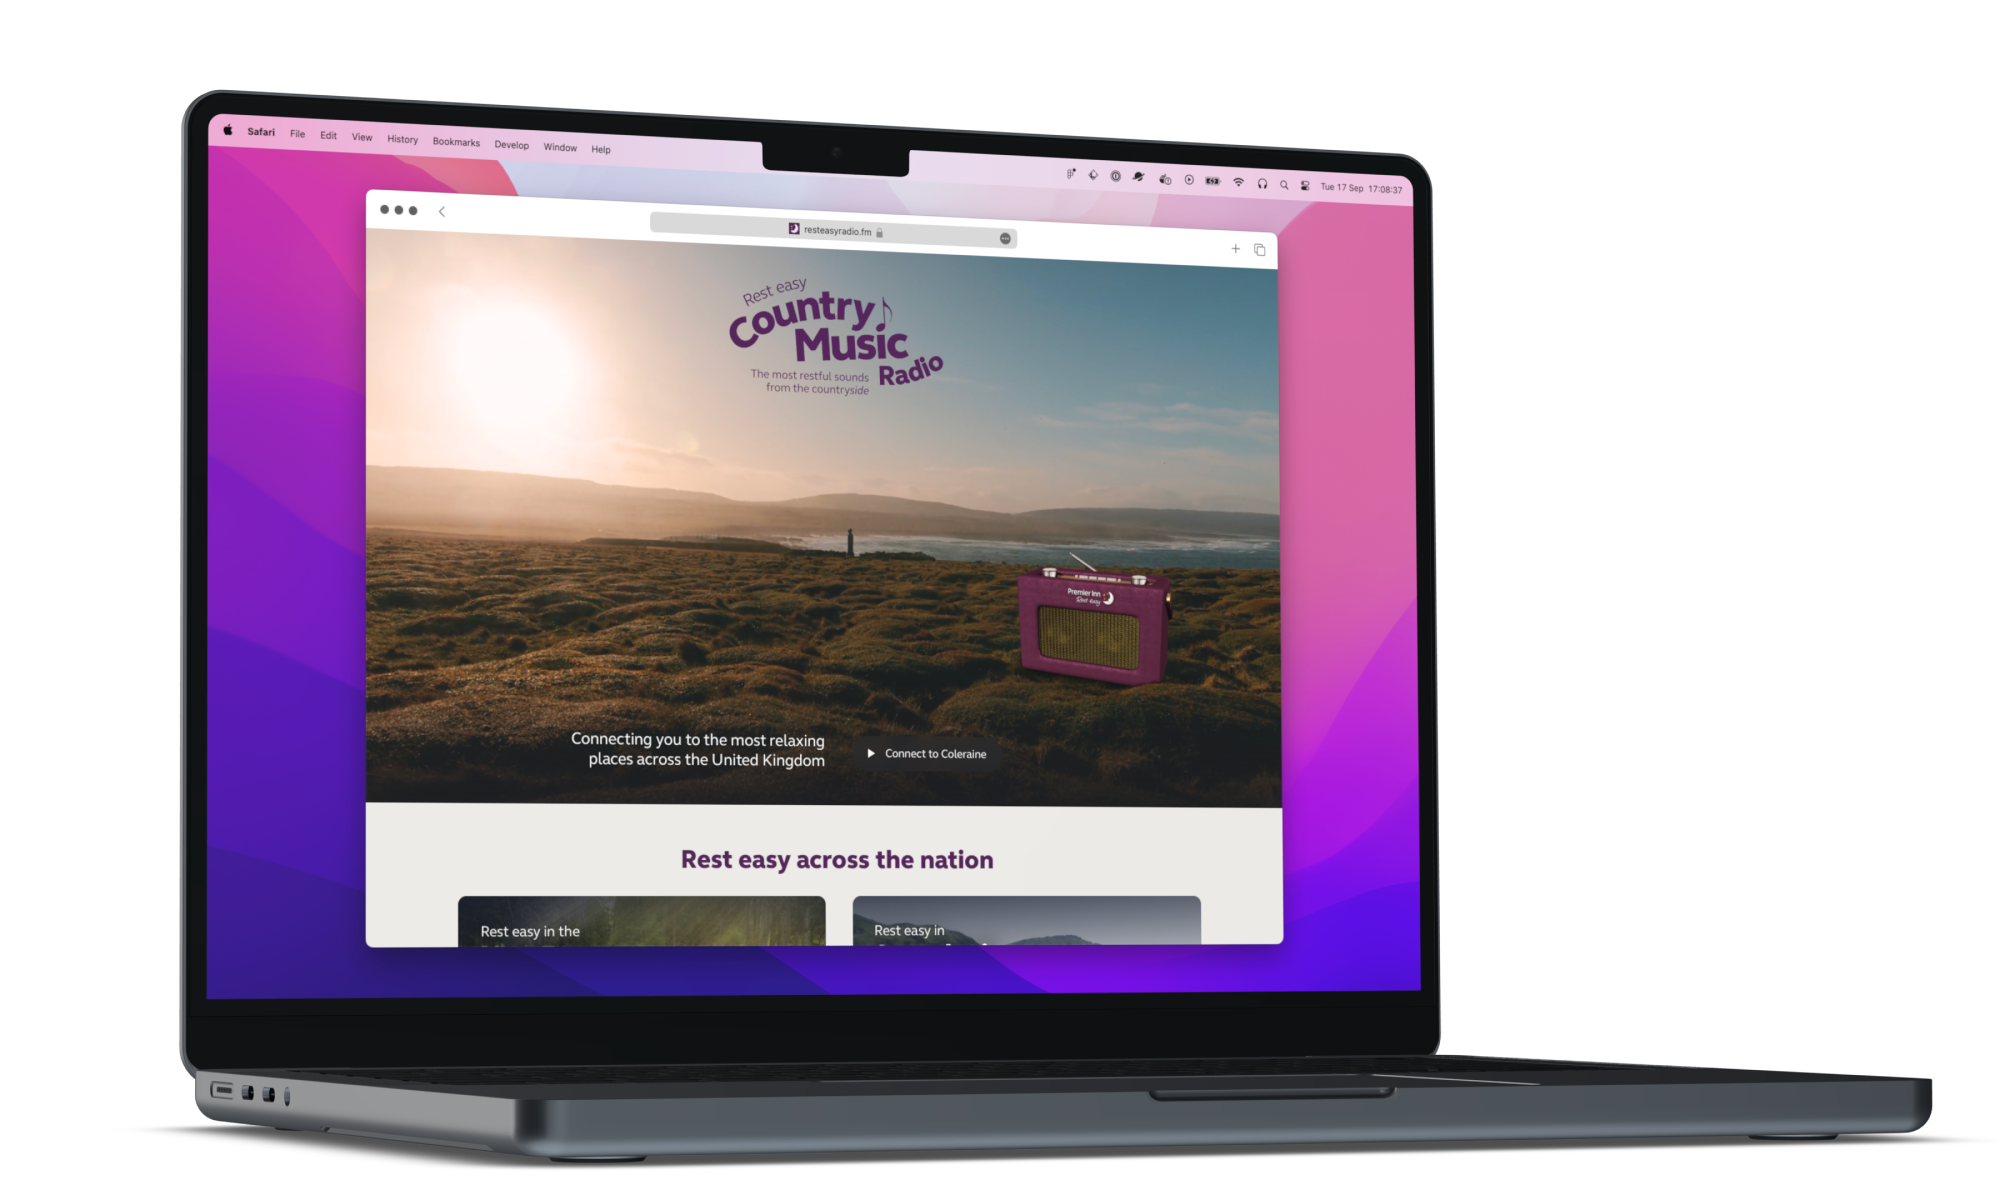 Safari File Edit View History Bookmarks Develop Window Help
Tue 17 Sep 17:08:37
resteasyradio.fm
Rest easy
Country
Music
Radio
The most restful sounds
from the countryside
Premier Inn
Rest easy
Connecting you to the most relaxing
places across the United Kingdom
Connect to Coleraine
Rest easy across the nation
Rest easy in the
Rest easy in